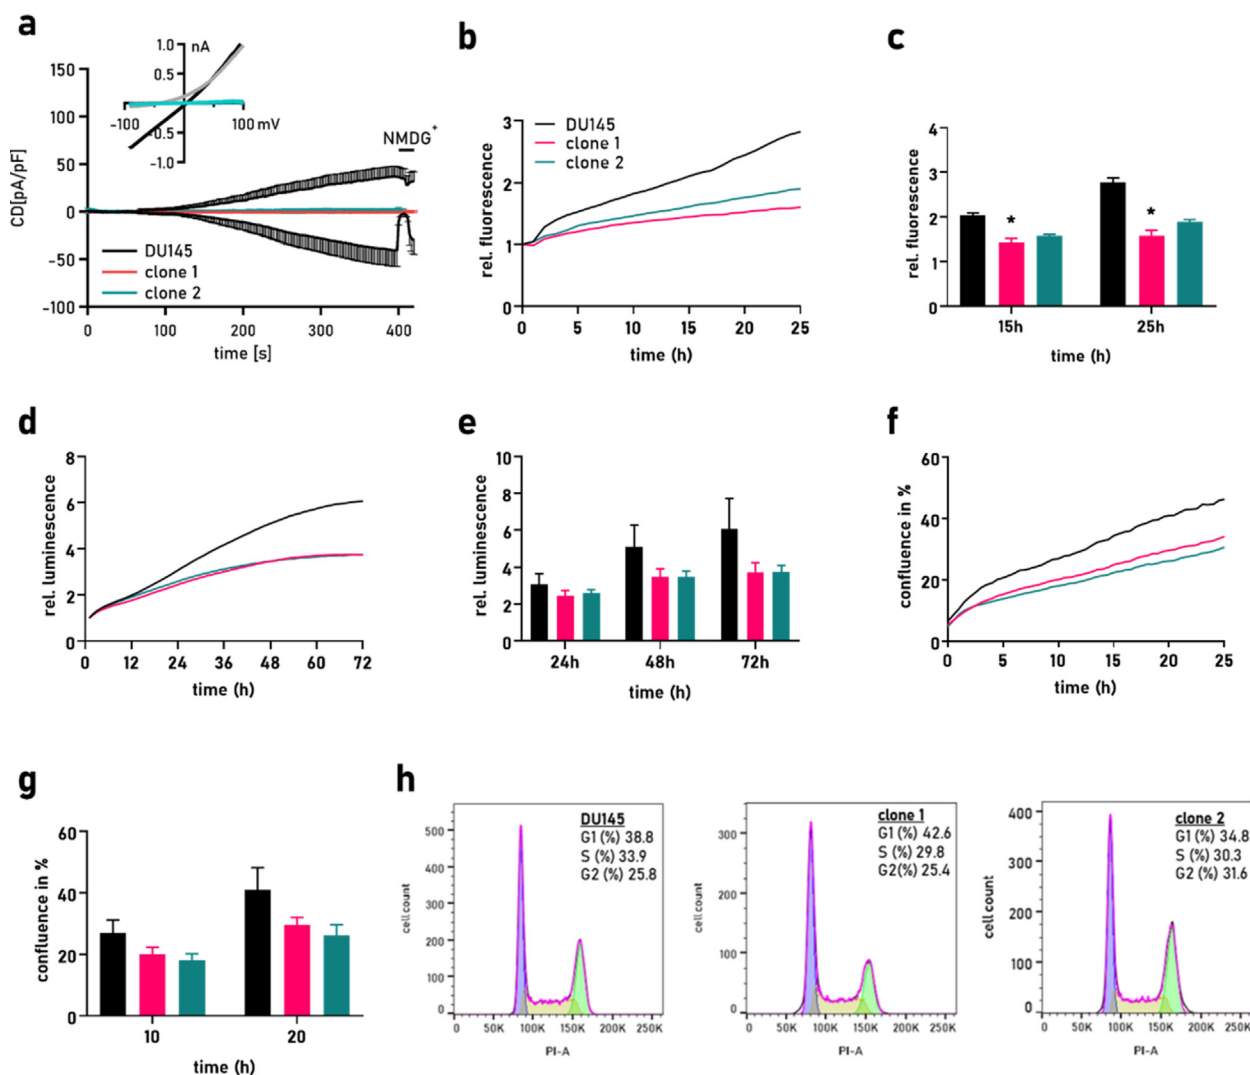 a
nA
1.0
0.5
-100
100 mV
-0.5
-1.0
150
100
50
0
-50
-100
CD[pA/pF]
NMDG+
DU145
clone 1
clone 2
0
100
200
300
400
time [s]
b
3
2
1
0
rel. fluorescence
DU145
clone 1
clone 2
0
5
10
15
20
25
time (h)
c
4
3
2
1
0
rel. fluorescence
*
*
15h
25h
time (h)
d
8
6
4
2
0
rel. luminescence
0
12
24
36
48
60
72
time (h)
e
10
8
6
4
2
0
rel. luminescence
24h
48h
72h
time (h)
f
60
40
20
0
confluence in %
0
5
10
15
20
25
time (h)
g
60
40
20
0
confluence in %
10
20
time (h)
h
DU145
G1 (%) 38.8
S (%) 33.9
G2 (%) 25.8
500
400
300
200
100
0
cell count
0
50K
100K
150K
200K
PI-A
clone 1
G1 (%) 42.6
S (%) 29.8
G2(%) 25.4
300
200
100
0
cell count
0
50K
100K
150K
200K
250K
PI-A
clone 2
G1 (%) 34.8
S (%) 30.3
G2 (%) 31.6
400
300
200
100
0
cell count
0
50K
100K
150K
200K
250K
PI-A